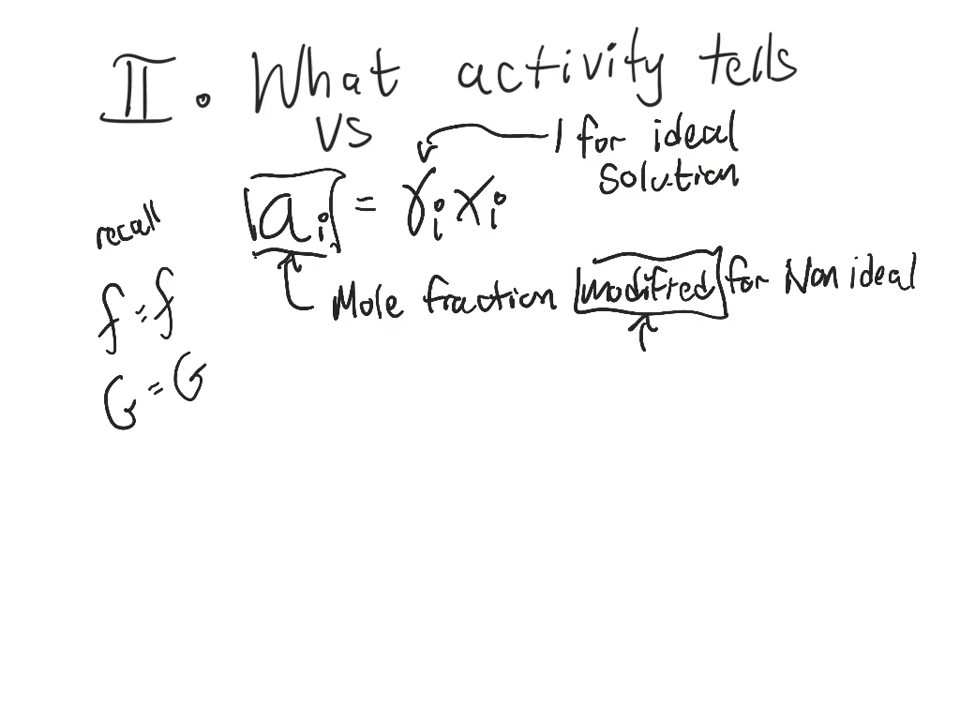 II. What activity tells
vs
1 for ideal
solution
aᵢ = γᵢxᵢ
recall
Mole fraction modified for Non ideal
f = f
G = G